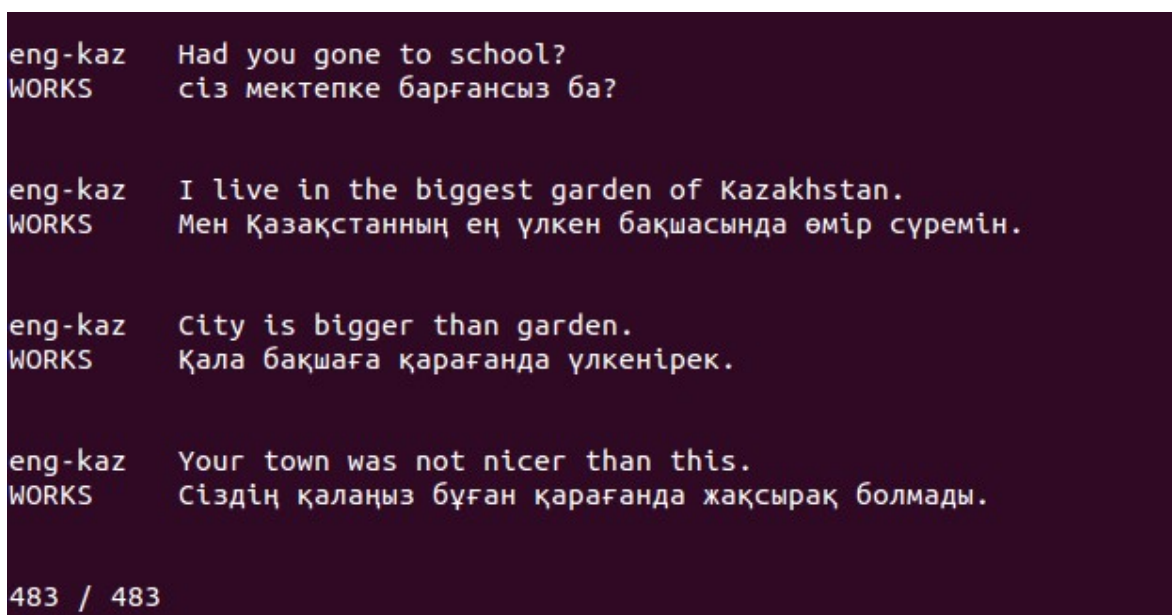 eng-kaz Had you gone to school?
WORKS сіз мектепке барғансыз ба?
eng-kaz I live in the biggest garden of Kazakhstan.
WORKS Мен Қазақстанның ең үлкен бақшасында өмір сүремін.
eng-kaz City is bigger than garden.
WORKS Қала бақшаға қарағанда үлкенірек.
eng-kaz Your town was not nicer than this.
WORKS Сіздің қалаңыз бұған қарағанда жақсырақ болмады.
483 / 483